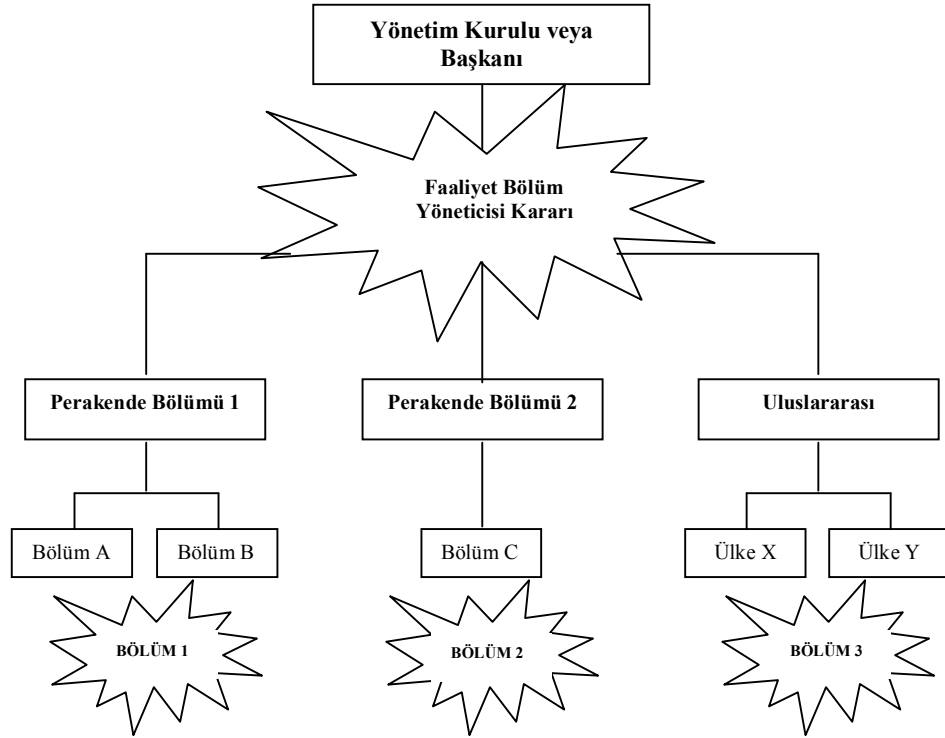 Yönetim Kurulu veya
Başkanı
Faaliyet Bölüm
Yöneticisi Kararı
Perakende Bölümü 1
Perakende Bölümü 2
Uluslararası
Bölüm A
Bölüm B
Bölüm C
Ülke X
Ülke Y
BÖLÜM 1
BÖLÜM 2
BÖLÜM 3